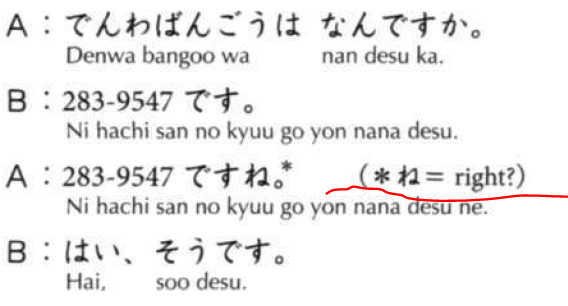 A：でんわばんごうは なんですか。
Denwa bangoo wa nan desu ka.
B：283-9547 です。
Ni hachi san no kyuu go yon nana desu.
A：283-9547 ですね。* （*ね= right?）
Ni hachi san no kyuu go yon nana desu ne.
B：はい、そうです。
Hai, soo desu.